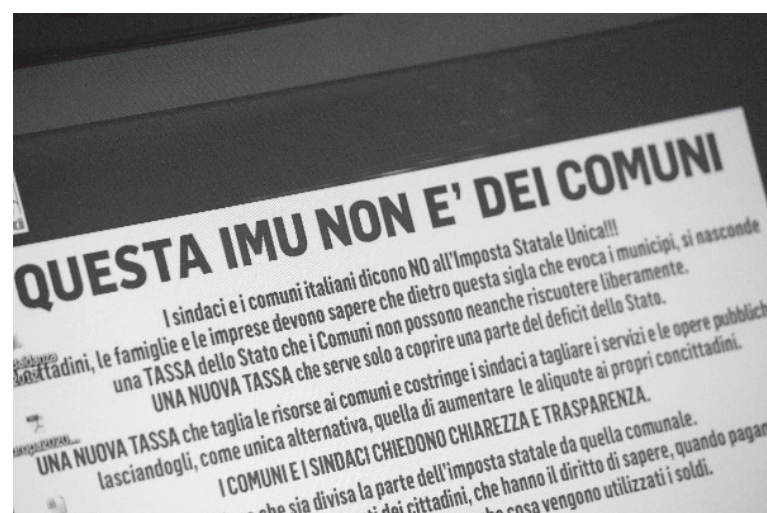 QUESTA IMU NON E' DEI COMUNI
I sindaci e i comuni italiani dicono NO all'Imposta Statale Unica!!!
cittadini, le famiglie e le imprese devono sapere che dietro questa sigla che evoca i municipi, si nasconde
una TASSA dello Stato che i Comuni non possono neanche riscuotere liberamente.
UNA NUOVA TASSA che serve solo a coprire una parte del deficit dello Stato.
UNA NUOVA TASSA che taglia le risorse ai comuni e costringe i sindaci a tagliare i servizi e le opere pubblich
lasciandogli, come unica alternativa, quella di aumentare le aliquote ai propri concittadini.
I COMUNI E I SINDACI CHIEDONO CHIAREZZA E TRASPARENZA.
che sia divisa la parte dell'imposta statale da quella comunale.
dei cittadini, che hanno il diritto di sapere, quando pagan
cosa vengono utilizzati i soldi.